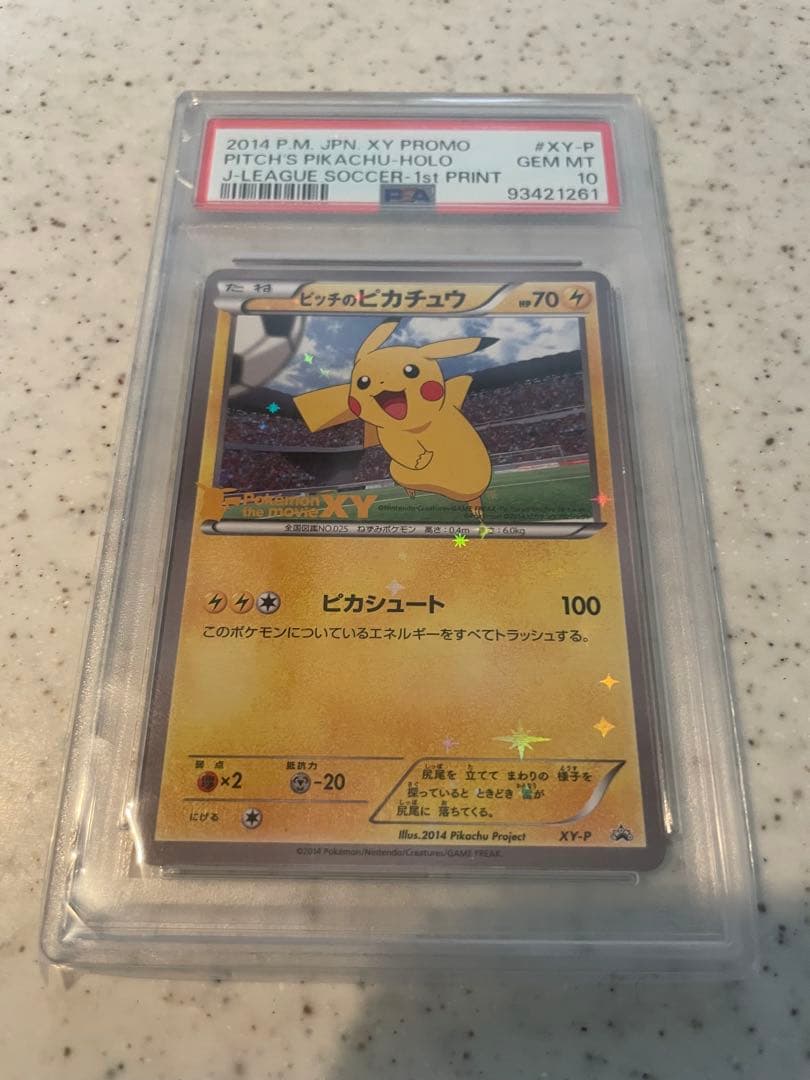 2014 P.M. JPN. XY PROMO #XY-P
PITCH'S PIKACHU-HOLO GEM MT
J-LEAGUE SOCCER-1st PRINT 10
PSA 93421261
たね ピッチのピカチュウ HP70
Pokémon
the movie XY
全国図鑑NO.025 ねずみポケモン 高さ:0.4m :6.0kg
ピカシュート 100
このポケモンについているエネルギーをすべてトラッシュする。
弱点 抵抗力
×2 -20
にげる
尻尾を 立てて まわりの 様子を
探っていると ときどき 雷が
尻尾に 落ちてくる。
Illus.2014 Pikachu Project XY-P
©2014 Pokémon/Nintendo/Creatures/GAME FREAK.